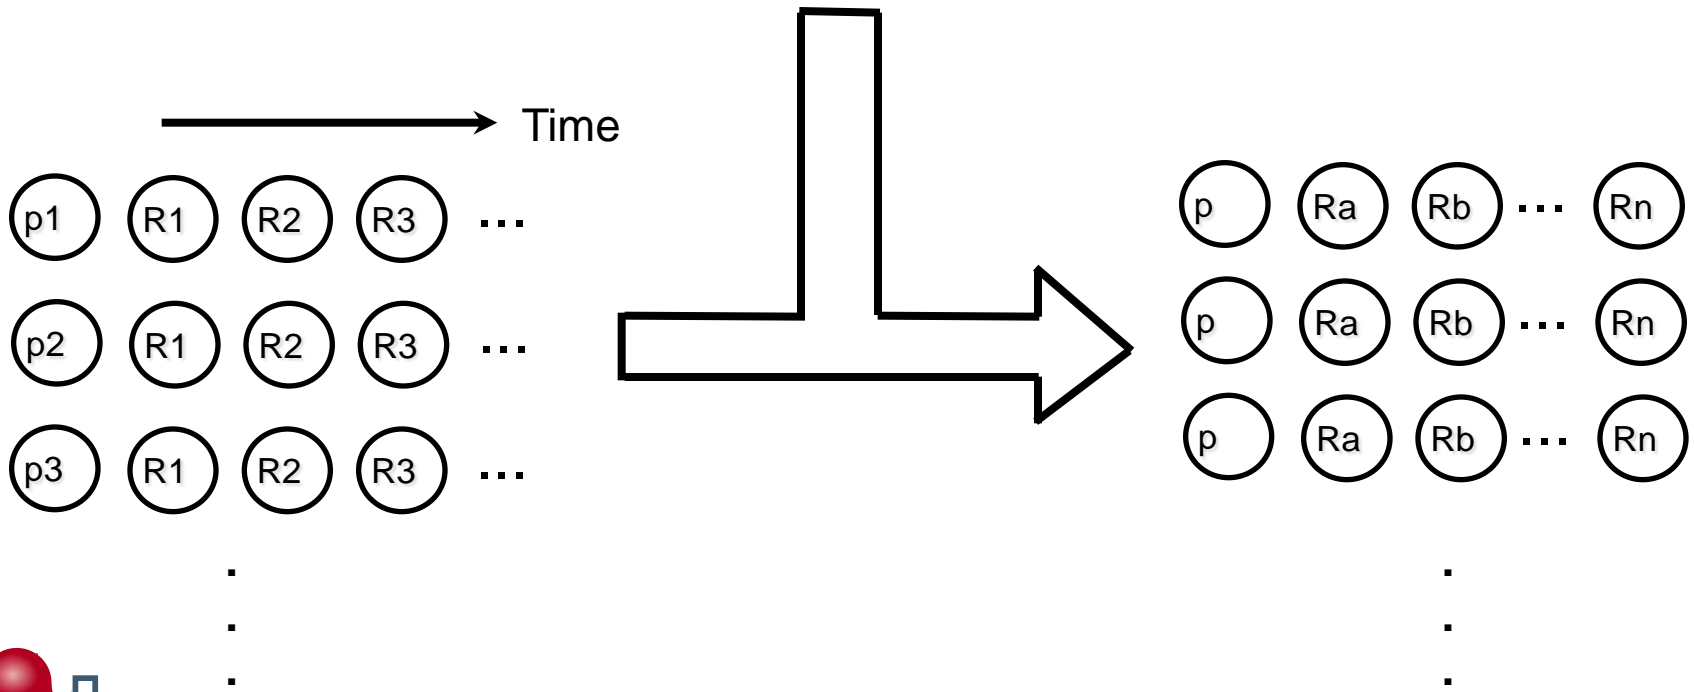 Time
p1 R1 R2 R3 ...
p2 R1 R2 R3 ...
p3 R1 R2 R3 ...
.
.
.
p Ra Rb ... Rn
p Ra Rb ... Rn
p Ra Rb ... Rn
.
.
.